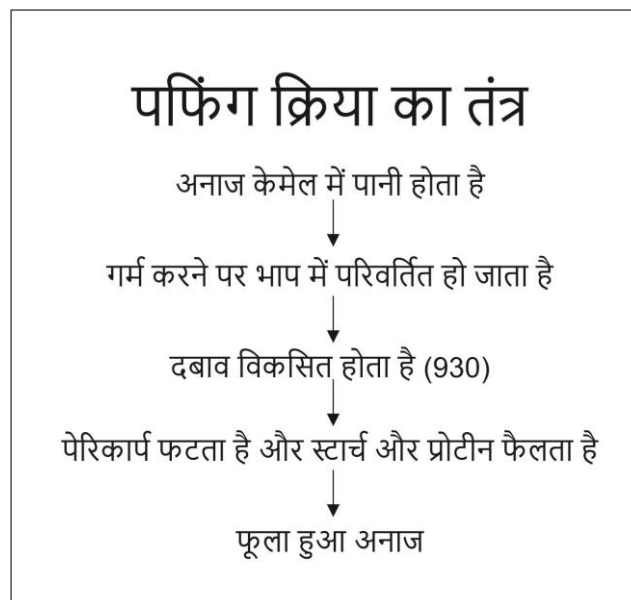 पफिंग क्रिया का तंत्र
अनाज केमेल में पानी होता है
गर्म करने पर भाप में परिवर्तित हो जाता है
दबाव विकसित होता है (930)
पेरिकार्प फटता है और स्टार्च और प्रोटीन फैलता है
फूला हुआ अनाज